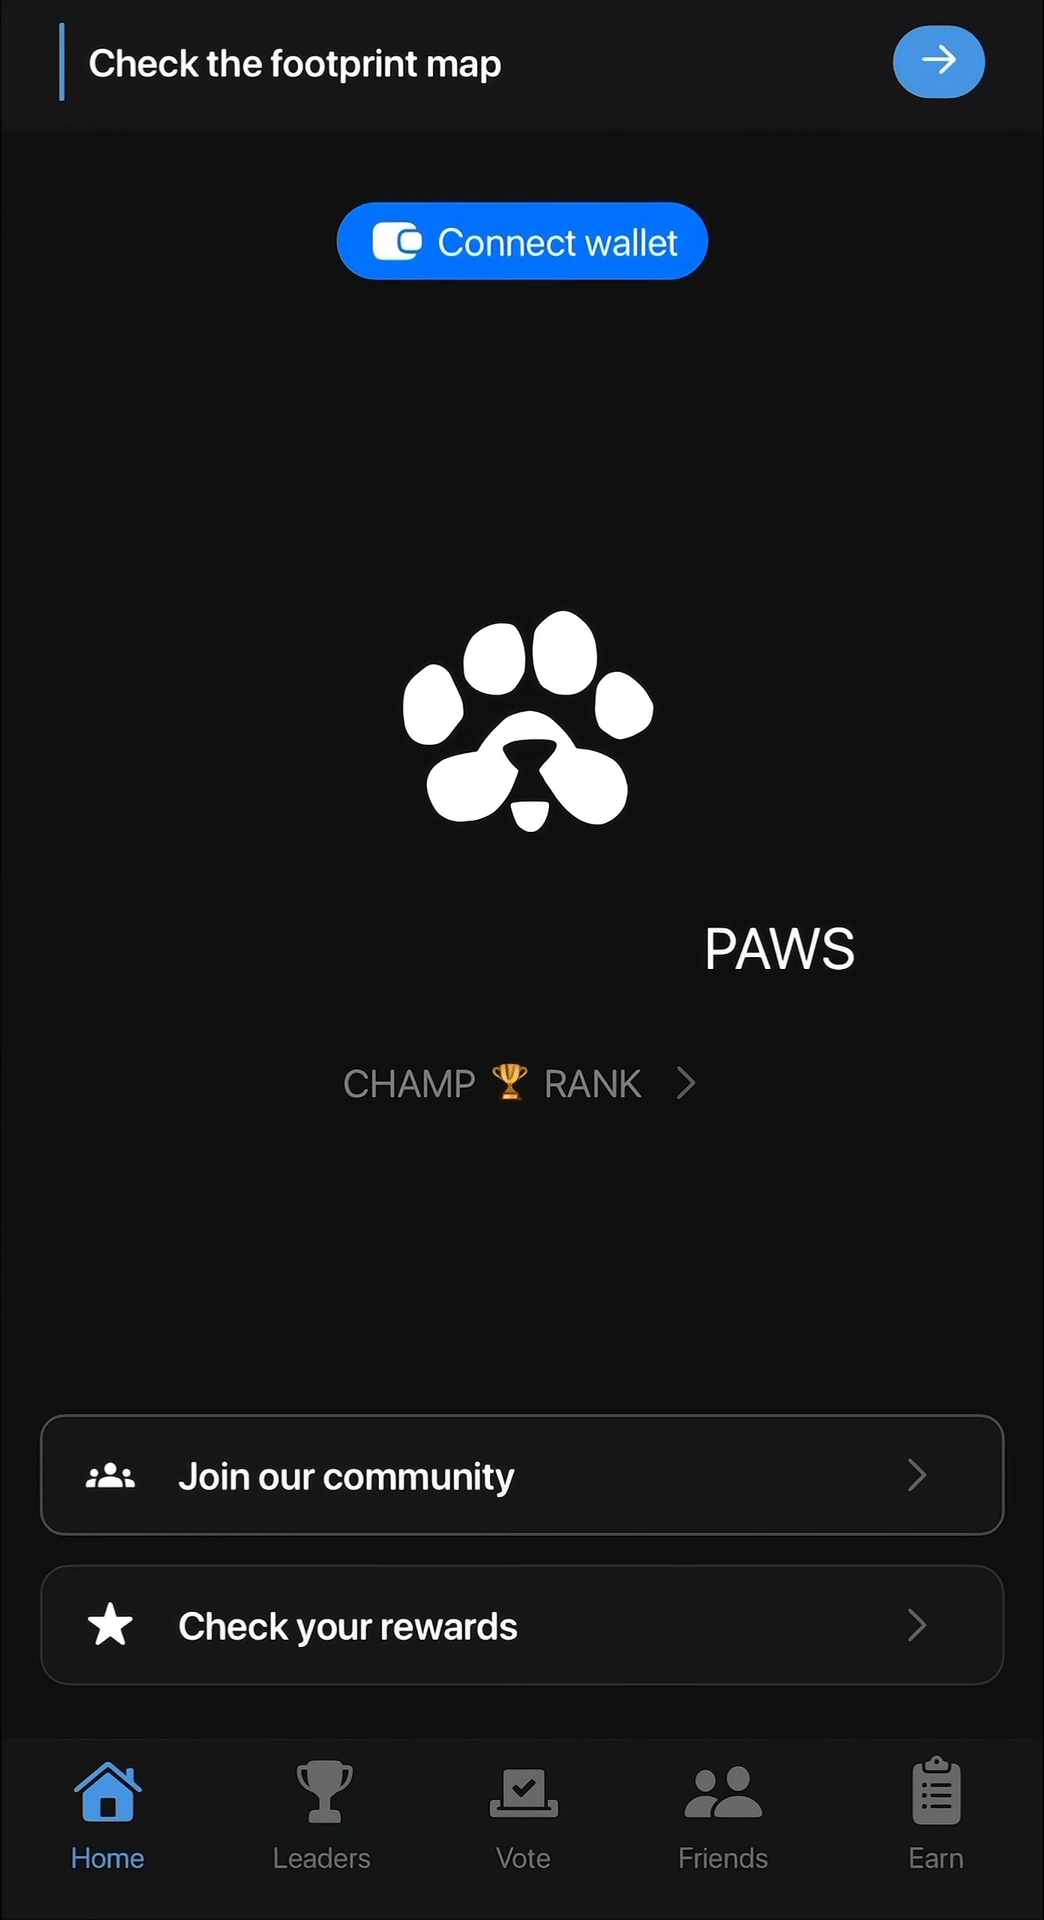 Check the footprint map
Connect wallet
PAWS
CHAMP 🏆 RANK
Join our community
Check your rewards
Home
Leaders
Vote
Friends
Earn